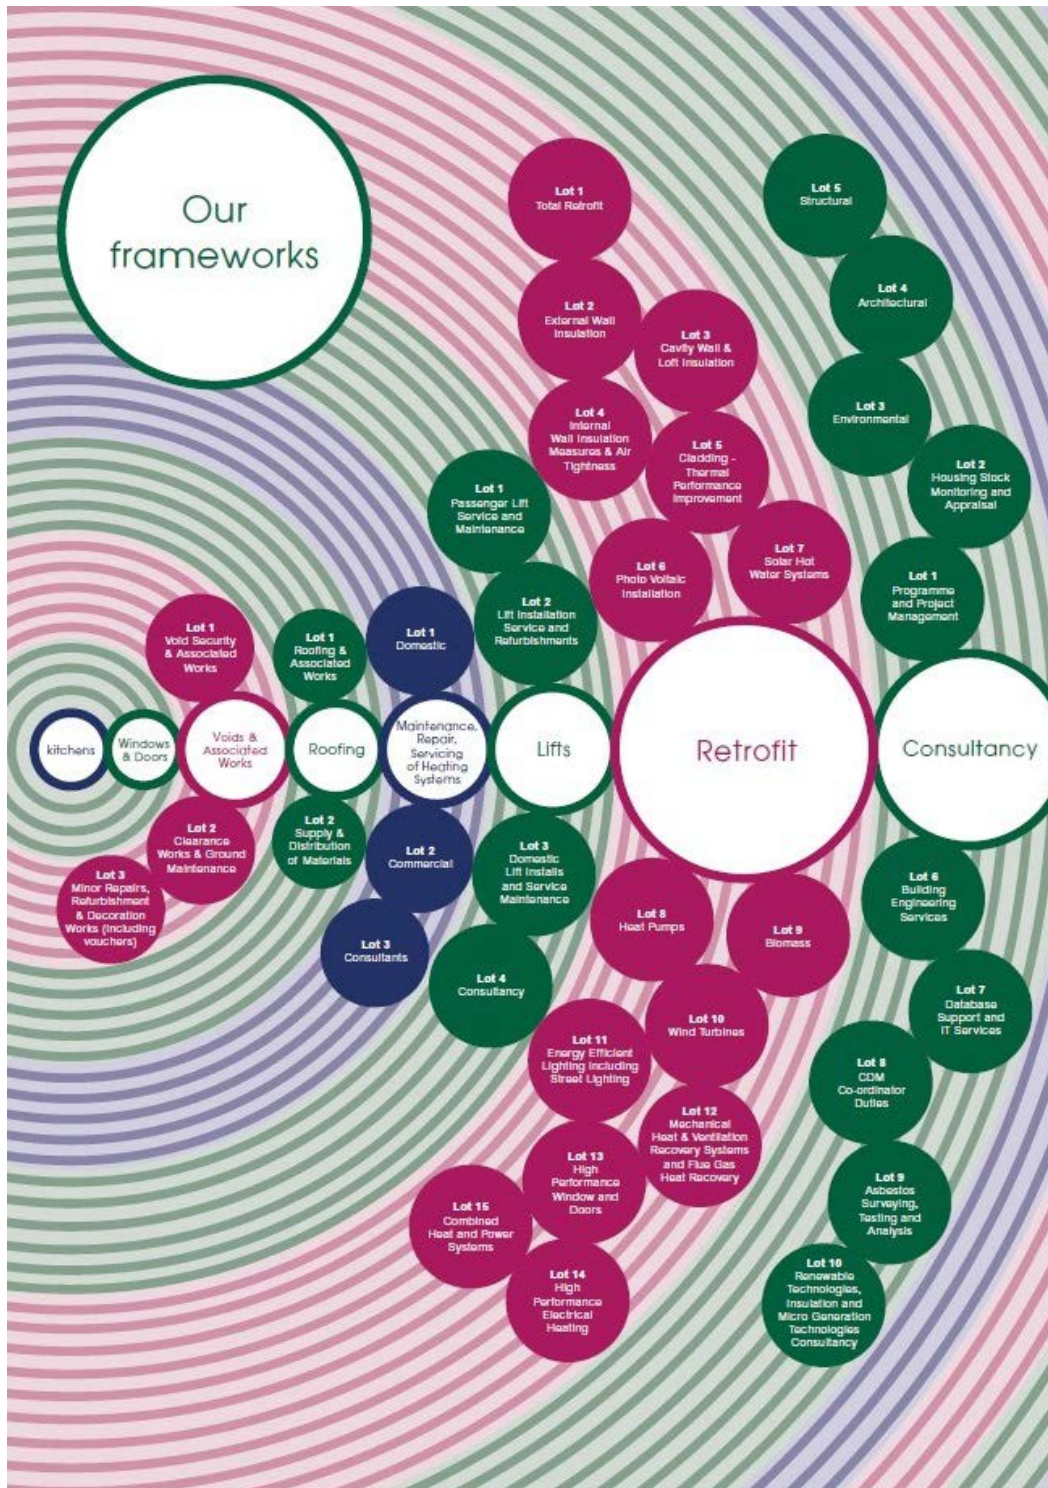 Our
frameworks
Lot 1
Total Retrofit
Lot 2
External Wall
Insulation
Lot 3
Cavity Wall &
Loft Insulation
Lot 4
Internal
Wall Insulation
Measures & Air
Tightness
Lot 5
Cladding -
Thermal
Performance
Improvement
Lot 6
Photo Voltaic
Installation
Lot 7
Solar Hot
Water Systems
Lot 5
Structural
Lot 4
Architectural
Lot 3
Environmental
Lot 2
Housing Stock
Monitoring and
Appraisal
Lot 1
Programme
and Project
Management
Lot 1
Passenger Lift
Service and
Maintenance
Lot 2
Lift Installation
Service and
Refurbishments
Lot 1
Domestic
Lot 1
Roofing &
Associated
Works
Lot 1
Void Security
& Associated
Works
kitchens
Windows
& Doors
Voids &
Associated
Works
Roofing
Maintenance,
Repair,
Servicing
of Heating
Systems
Lifts
Retrofit
Consultancy
Lot 2
Clearance
Works & Ground
Maintenance
Lot 3
Minor Repairs,
Refurbishment
& Decoration
Works (including
vouchers)
Lot 2
Supply &
Distribution
of Materials
Lot 2
Commercial
Lot 3
Consultants
Lot 3
Domestic
Lift Installs
and Service
Maintenance
Lot 4
Consultancy
Lot 8
Heat Pumps
Lot 9
Biomass
Lot 10
Wind Turbines
Lot 11
Energy Efficient
Lighting including
Street Lighting
Lot 12
Mechanical
Heat & Ventilation
Recovery Systems
and Flue Gas
Heat Recovery
Lot 13
High
Performance
Window and
Doors
Lot 15
Combined
Heat and Power
Systems
Lot 14
High
Performance
Electrical
Heating
Lot 6
Building
Engineering
Services
Lot 7
Database
Support and
IT Services
Lot 8
CDM
Co-ordinator
Duties
Lot 9
Asbestos
Surveying,
Testing and
Analysis
Lot 10
Renewable
Technologies,
Insulation and
Micro Generation
Technologies
Consultancy